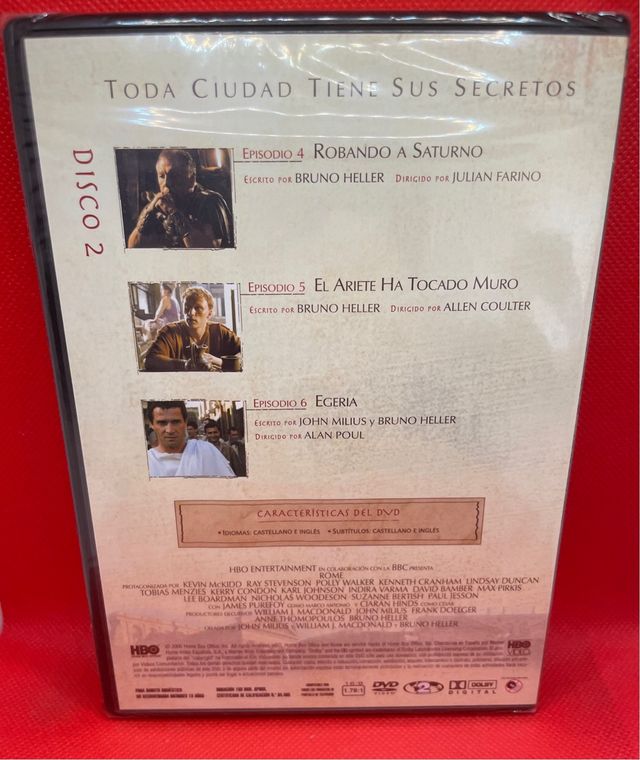 TODA CIUDAD TIENE SUS SECRETOS
DISCO 2
EPISODIO 4 ROBANDO A SATURNO
ESCRITO POR BRUNO HELLER DIRIGIDO POR JULIAN FARINO
EPISODIO 5 EL ARIETE HA TOCADO MURO
ESCRITO POR BRUNO HELLER DIRIGIDO POR ALLEN COULTER
EPISODIO 6 EGERIA
ESCRITO POR JOHN MILIUS Y BRUNO HELLER
DIRIGIDO POR ALAN POUL
CARACTERÍSTICAS DEL DVD
• IDIOMAS: CASTELLANO E INGLÉS • SUBTÍTULOS: CASTELLANO E INGLÉS
HBO ENTERTAINMENT EN COLABORACIÓN CON LA BBC PRESENTA
ROME
PROTAGONIZADA POR KEVIN McKIDD RAY STEVENSON POLLY WALKER KENNETH CRANHAM LINDSAY DUNCAN
TOBIAS MENZIES KERRY CONDON KARL JOHNSON INDIRA VARMA DAVID BAMBER MAX PIRKIS
LEE BOARDMAN NICHOLAS WOODESON SUZANNE BERTISH PAUL JESSON
CON JAMES PUREFOY COMO MARCO ANTONIO Y CIARÁN HINDS COMO CÉSAR
PRODUCTORES EJECUTIVOS WILLIAM J. MACDONALD JOHN MILIUS FRANK DOELGER
ANNE THOMOPOULOS BRUNO HELLER
CREADA POR JOHN MILIUS & WILLIAM J. MACDONALD & BRUNO HELLER
HBO
HBO VIDEO
1.78:1
DVD VIDEO
2
DOLBY DIGITAL